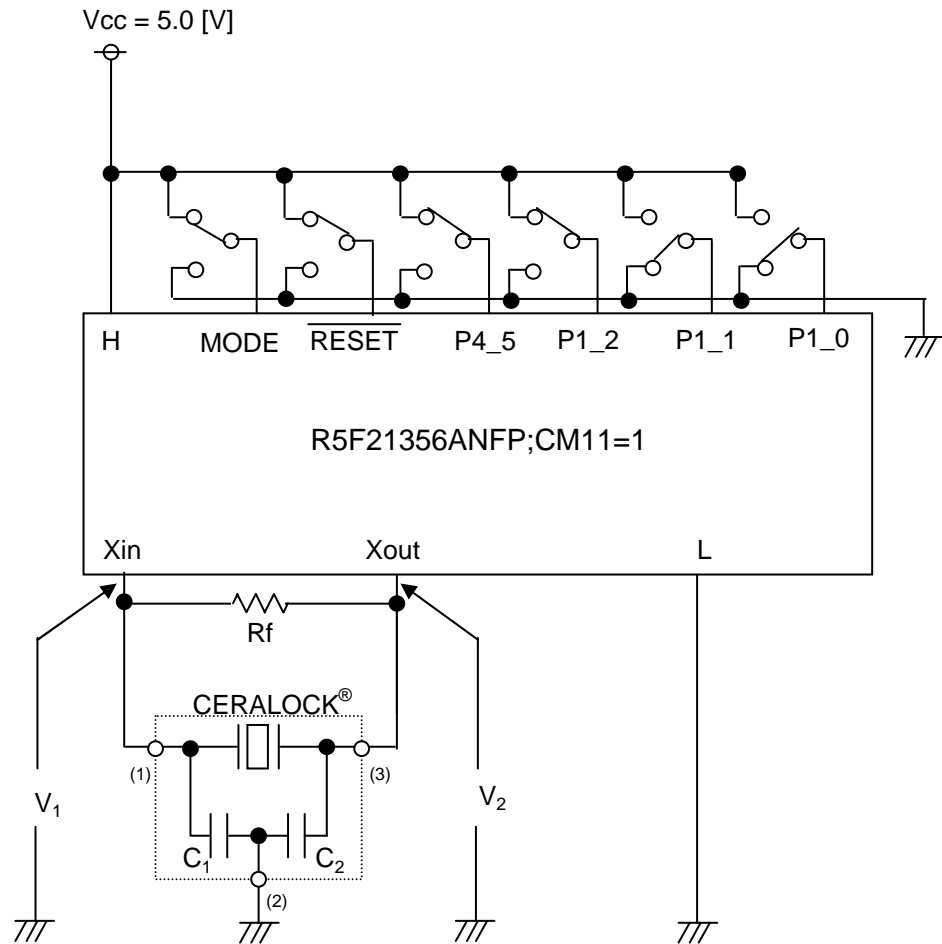 Vcc = 5.0 [V]
H MODE RESET P4_5 P1_2 P1_1 P1_0
R5F21356ANFP;CM11=1
Xin Xout L
Rf
CERALOCK®
(1) (3)
V1 V2
C1 C2
(2)